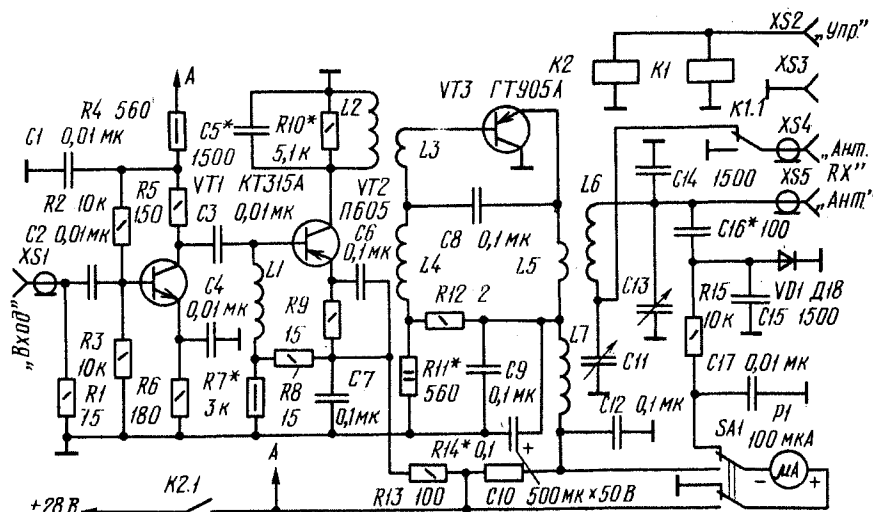 XS2 „Упр."
K2 K1 XS3
VT3 ГТ905А
K1.1 XS4 „Ант. RX"
XS5 „Ант."
A
R4 560
C1 0,01 мк
C5* 1500
R10* 5,1 к
L2
L3
R2 10 к
R5 150
VT1 КТ315А
C3 0,01 мк
VT2 П605
C6 0,1 мк
C8 0,1 мк
L6
C14 1500
C16* 100
C2 0,01 мк
XS1
„Вход"
C4 0,01 мк
L1
L4
L5
R12 2
C13
VD1 Д18
R15 10 к
C15 1500
R3 10 к
R9 15
L7
C11
R1 15
R6 180
R7* 3 к
R8 15
C7 0,1 мк
R11* 560
C9 0,1 мк
C12 0,1 мк
C17 0,01 мк
P1 100 мкА
SA1
µA
− +
A
R14* 0,1
+
K2.1
R13 100
C10 500 мк × 50 В
+28 В